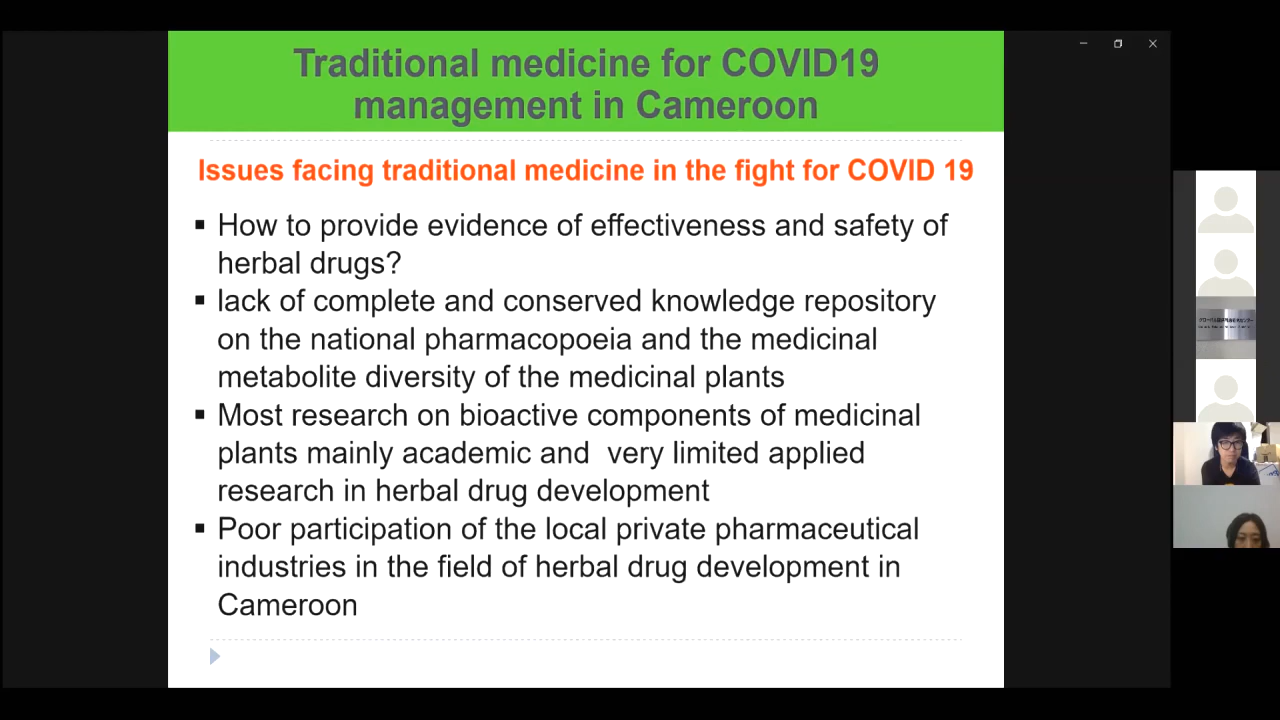 Traditional medicine for COVID19
management in Cameroon
Issues facing traditional medicine in the fight for COVID 19
▪ How to provide evidence of effectiveness and safety of
herbal drugs?
▪ lack of complete and conserved knowledge repository
on the national pharmacopoeia and the medicinal
metabolite diversity of the medicinal plants
▪ Most research on bioactive components of medicinal
plants mainly academic and  very limited applied
research in herbal drug development
▪ Poor participation of the local private pharmaceutical
industries in the field of herbal drug development in
Cameroon